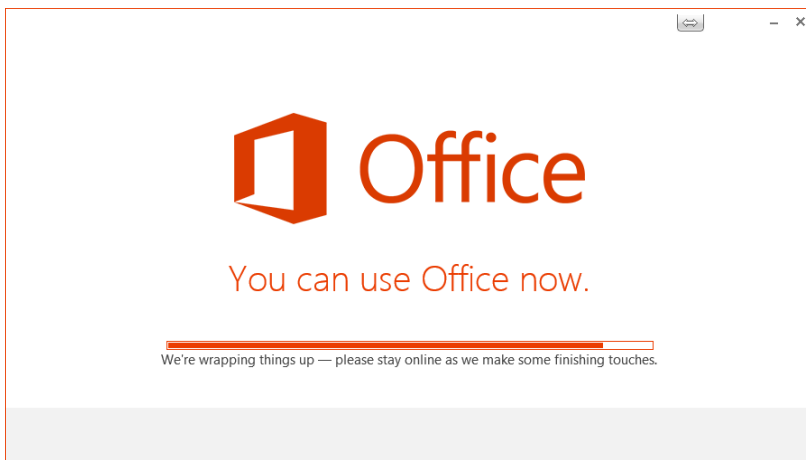 Office
You can use Office now.
We're wrapping things up — please stay online as we make some finishing touches.